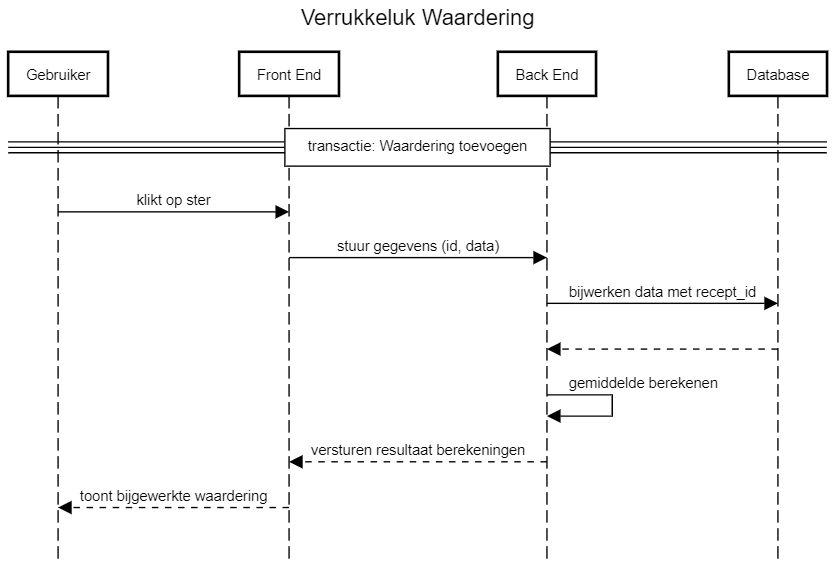 Verrukkeluk Waardering
Gebruiker
Front End
Back End
Database
transactie: Waardering toevoegen
klikt op ster
stuur gegevens (id, data)
bijwerken data met recept_id
gemiddelde berekenen
versturen resultaat berekeningen
toont bijgewerkte waardering